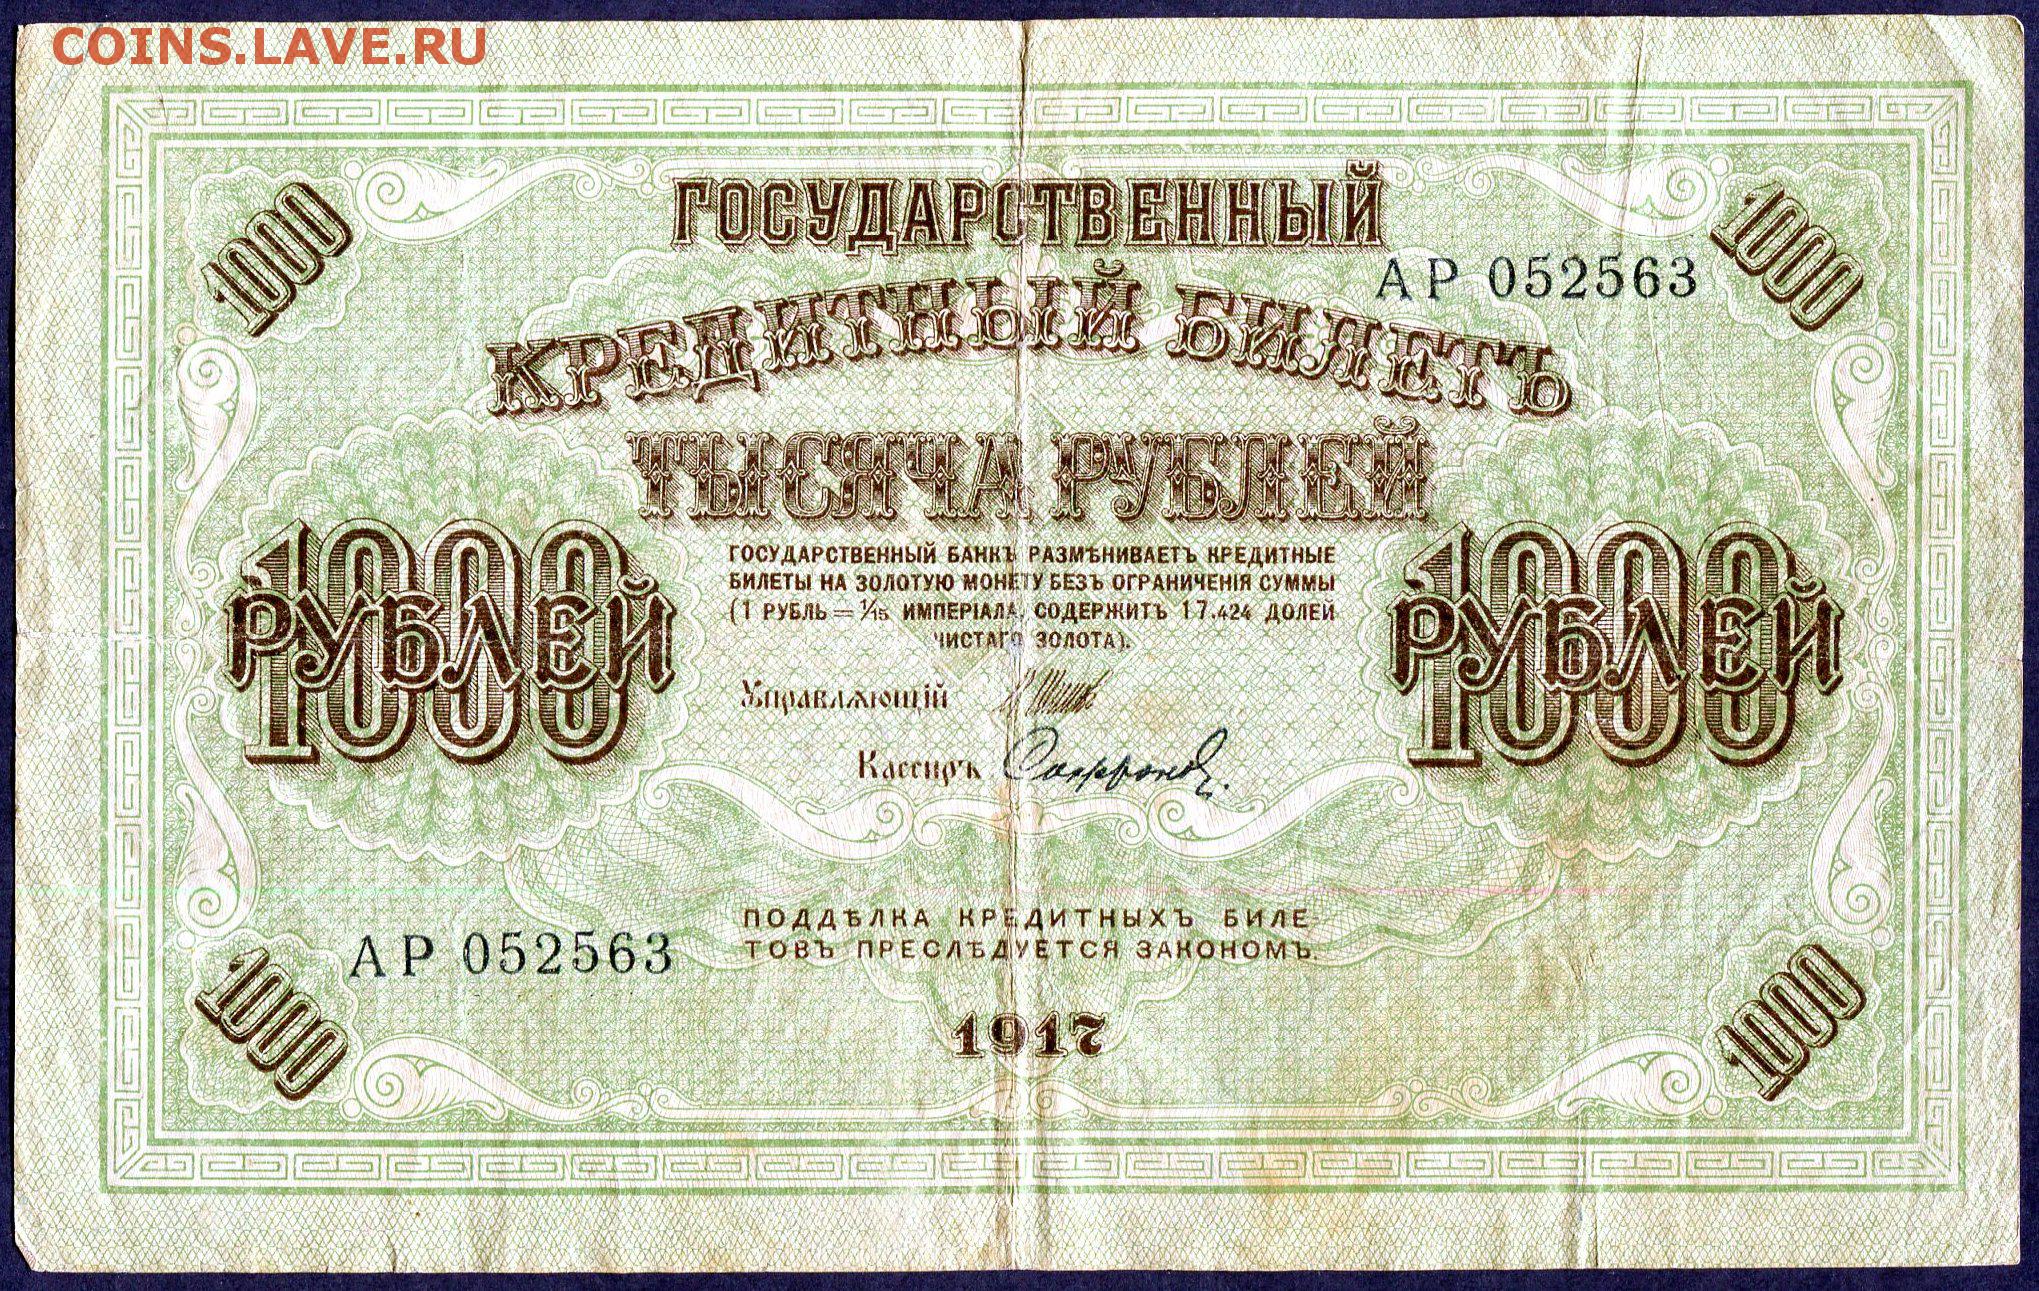 COINS.LAVE.RU
1000
1000
ГОСУДАРСТВЕННЫЙ
АР 052563
КРЕДИТНЫЙ БИЛЕТЪ
ТЫСЯЧА РУБЛЕЙ
1000
РУБЛЕЙ
1000
РУБЛЕЙ
ГОСУДАРСТВЕННЫЙ БАНКЪ РАЗМѢНИВАЕТЪ КРЕДИТНЫЕ
БИЛЕТЫ НА ЗОЛОТУЮ МОНЕТУ БЕЗЪ ОГРАНИЧЕНІЯ СУММЫ
(1 РУБЛЬ = 1/15 ИМПЕРІАЛА, СОДЕРЖИТЪ 17.424 ДОЛЕЙ
ЧИСТАГО ЗОЛОТА).
Управляющій
Кассиръ Сафронов
ПОДДѢЛКА КРЕДИТНЫХЪ БИЛЕ-
ТОВЪ ПРЕСЛѢДУЕТСЯ ЗАКОНОМЪ.
АР 052563
1917
1000
1000